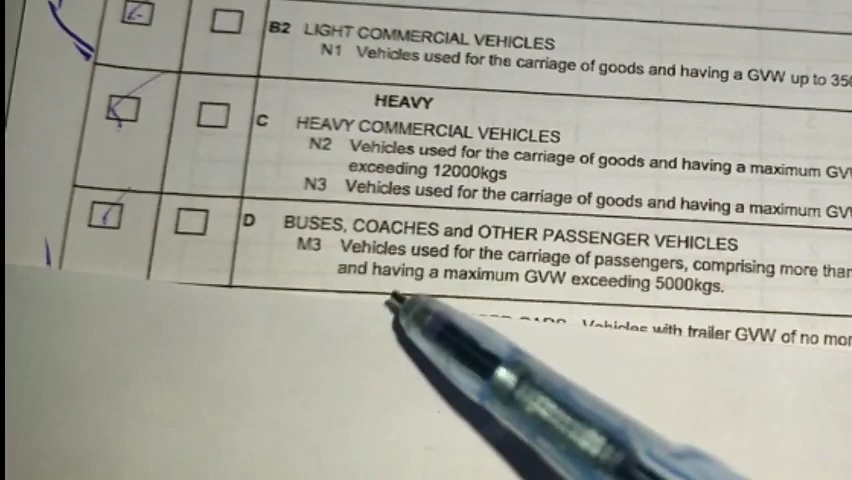 B2 LIGHT COMMERCIAL VEHICLES
N1 Vehicles used for the carriage of goods and having a GVW up to
HEAVY
C HEAVY COMMERCIAL VEHICLES
N2 Vehicles used for the carriage of goods and having a maximum
exceeding 12000kgs
N3 Vehicles used for the carriage of goods and having a maximum
D BUSES, COACHES and OTHER PASSENGER VEHICLES
M3 Vehicles used for the carriage of passengers, comprising more than
and having a maximum GVW exceeding 5000kgs.
Vehicles with trailer GVW of no